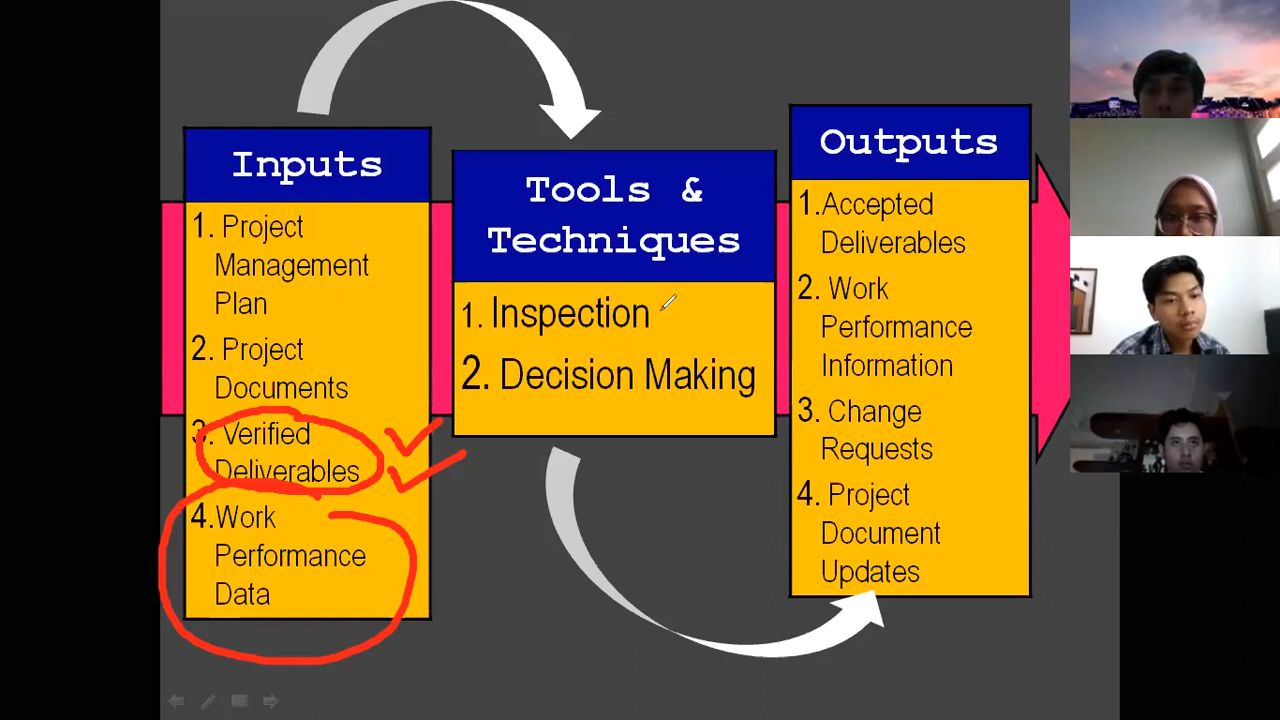 Inputs
1. Project
Management
Plan
2. Project
Documents
3. Verified
Deliverables
4.Work
Performance
Data
Tools &
Techniques
1. Inspection
2. Decision Making
Outputs
1.Accepted
Deliverables
2. Work
Performance
Information
3. Change
Requests
4. Project
Document
Updates